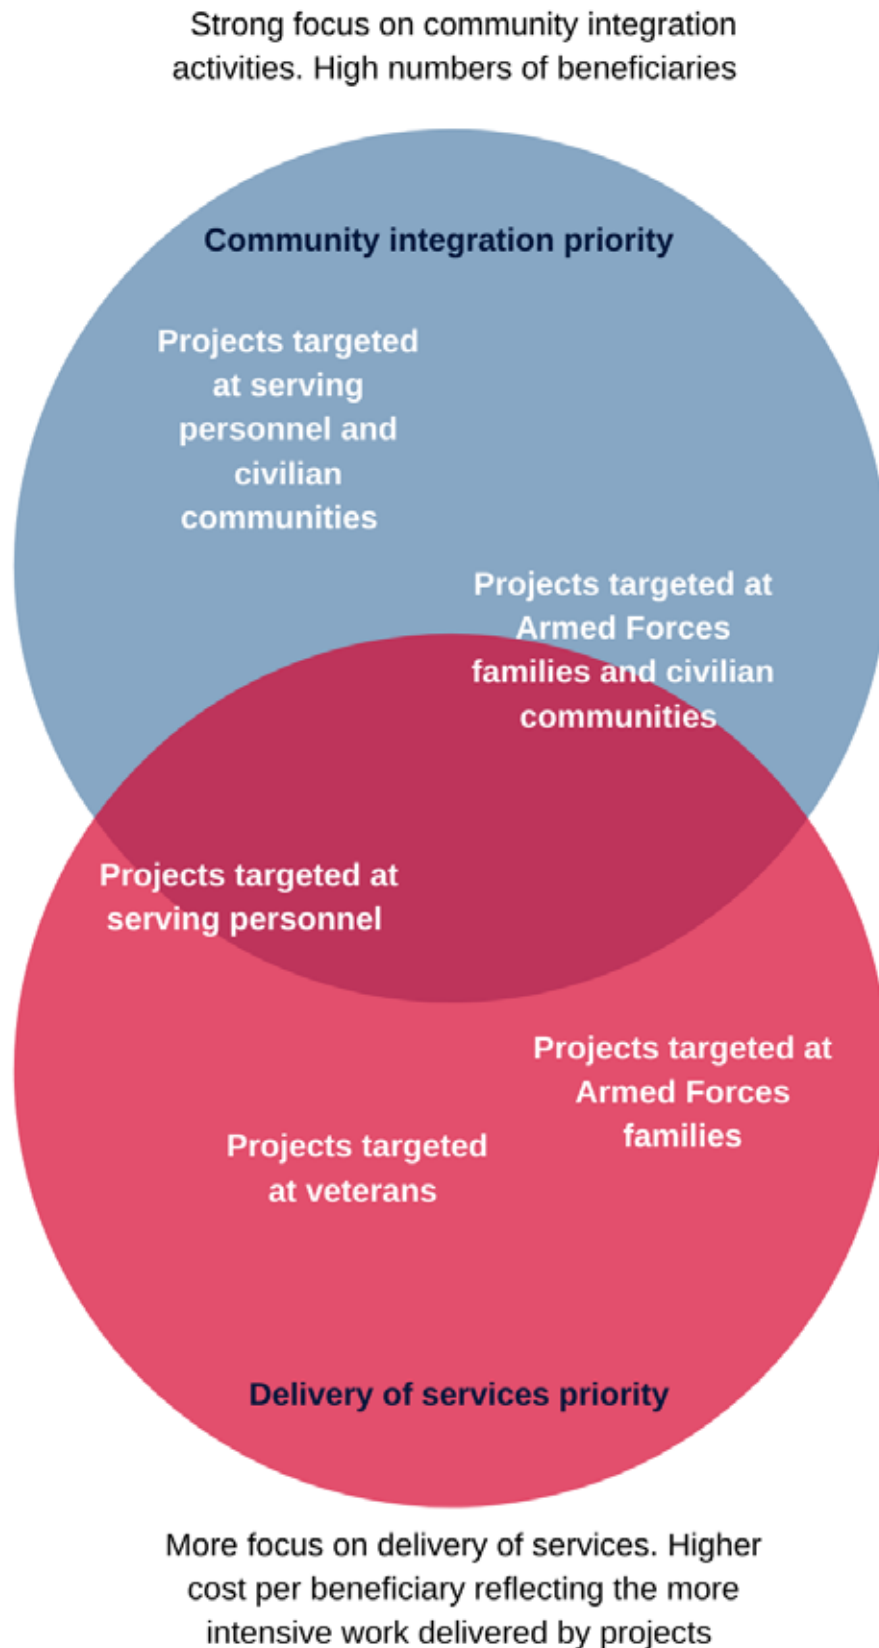 Strong focus on community integration
activities. High numbers of beneficiaries
Community integration priority
Projects targeted
at serving
personnel and
civilian
communities
Projects targeted at
Armed Forces
families and civilian
communities
Projects targeted at
serving personnel
Projects targeted at
Armed Forces
families
Projects targeted
at veterans
Delivery of services priority
More focus on delivery of services. Higher
cost per beneficiary reflecting the more
intensive work delivered by projects